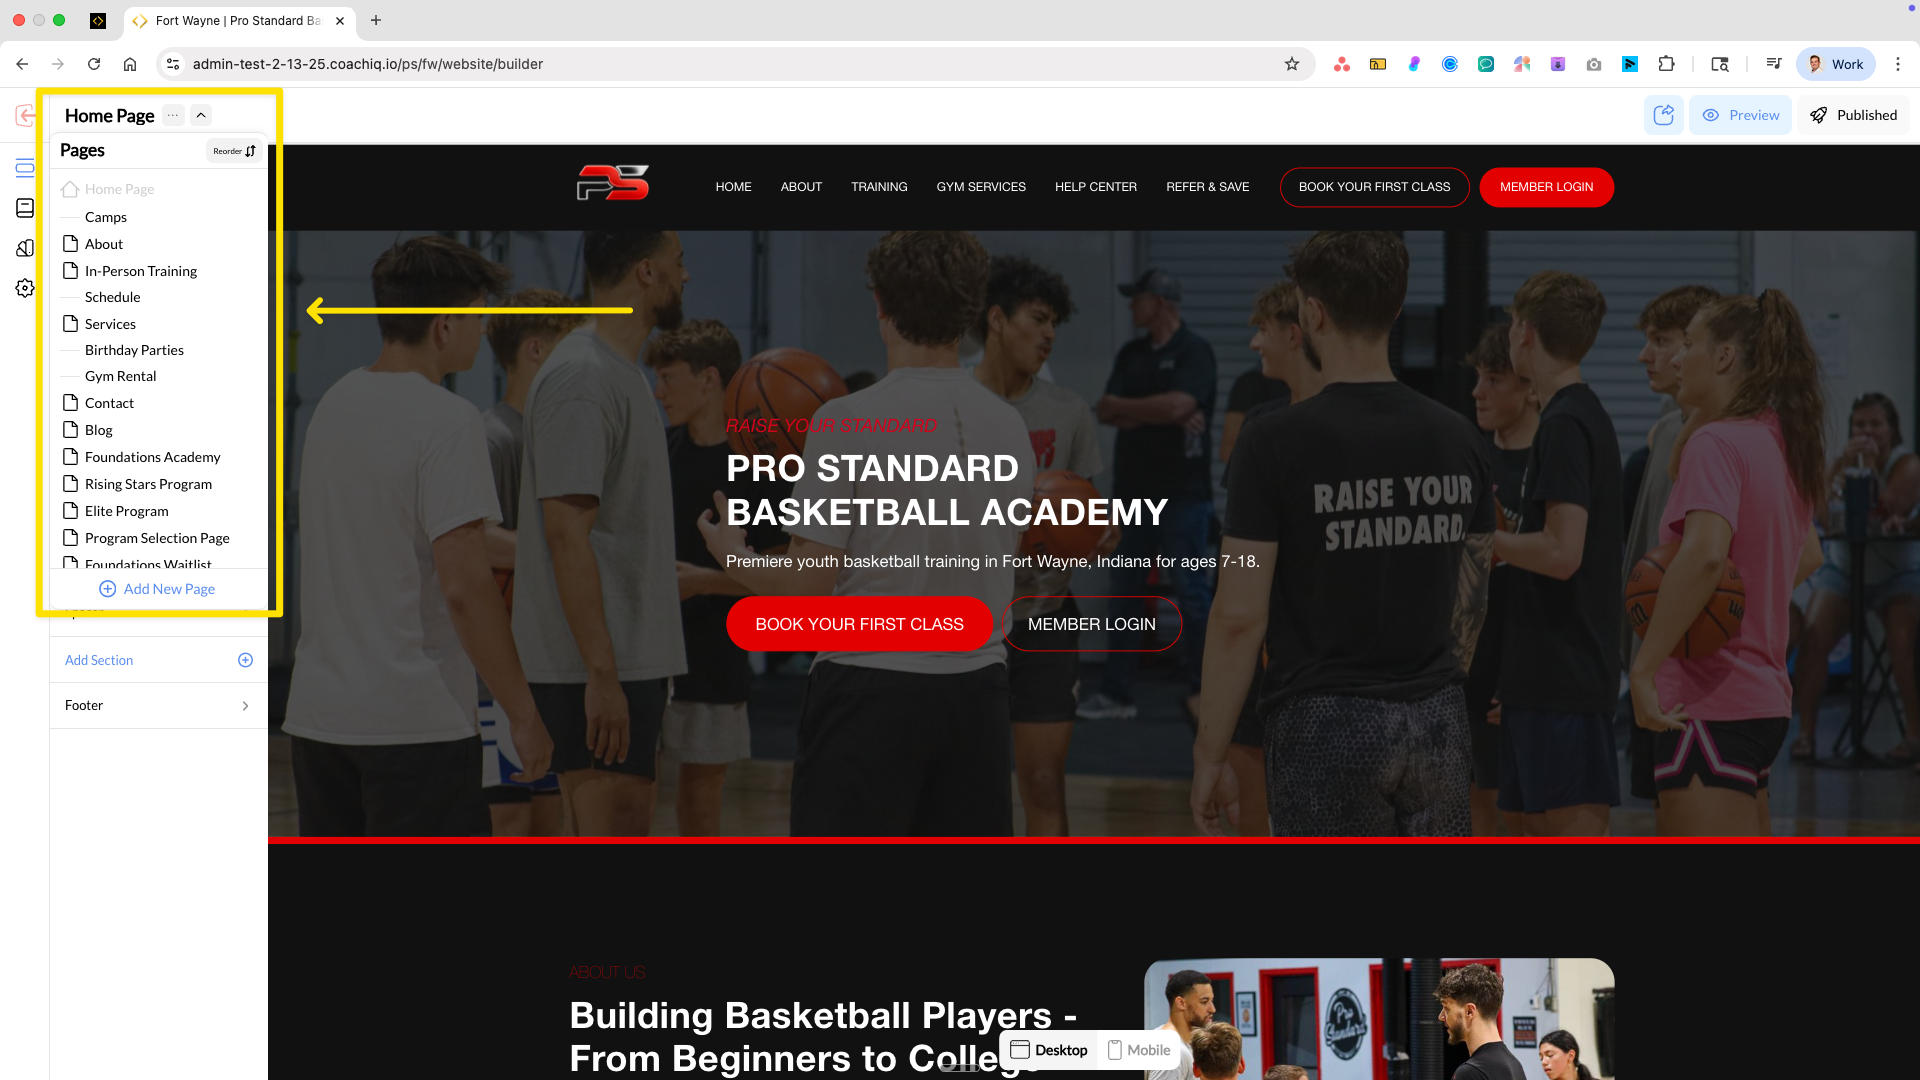 Fort Wayne | Pro Standard Ba
admin-test-2-13-25.coachiq.io/ps/fw/website/builder
Work
Home Page
Preview
Published
Pages
Reorder
Home Page
Camps
About
In-Person Training
Schedule
Services
Birthday Parties
Gym Rental
Contact
Blog
Foundations Academy
Rising Stars Program
Elite Program
Program Selection Page
Foundations Waitlist
Add New Page
Add Section
Footer
PS
HOME
ABOUT
TRAINING
GYM SERVICES
HELP CENTER
REFER & SAVE
BOOK YOUR FIRST CLASS
MEMBER LOGIN
RAISE YOUR STANDARD
PRO STANDARD
BASKETBALL ACADEMY
Premiere youth basketball training in Fort Wayne, Indiana for ages 7-18.
BOOK YOUR FIRST CLASS
MEMBER LOGIN
RAISE YOUR
STANDARD.
ABOUT US
Building Basketball Players -
From Beginners to College
Desktop
Mobile
Pro
Standard